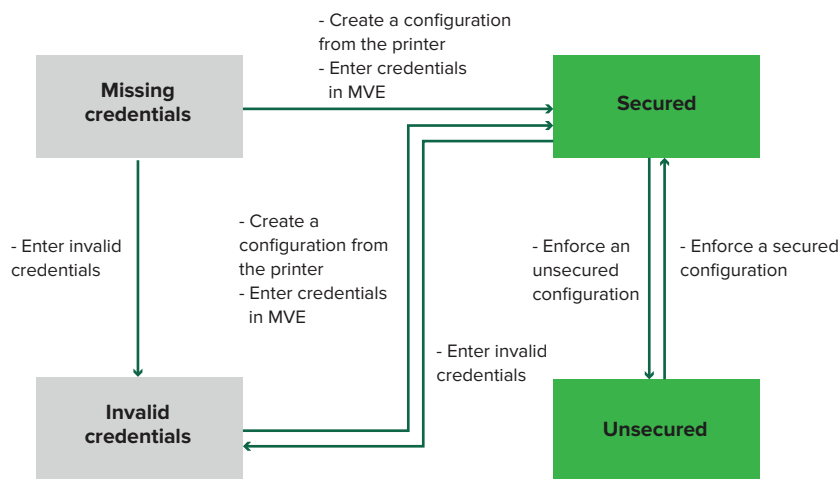 - Create a configuration
from the printer
- Enter credentials
in MVE
Missing
credentials
Secured
- Enter invalid
credentials
- Create a
configuration from
the printer
- Enter credentials
in MVE
- Enforce an
unsecured
configuration
- Enforce a secured
configuration
- Enter invalid
credentials
Invalid
credentials
Unsecured